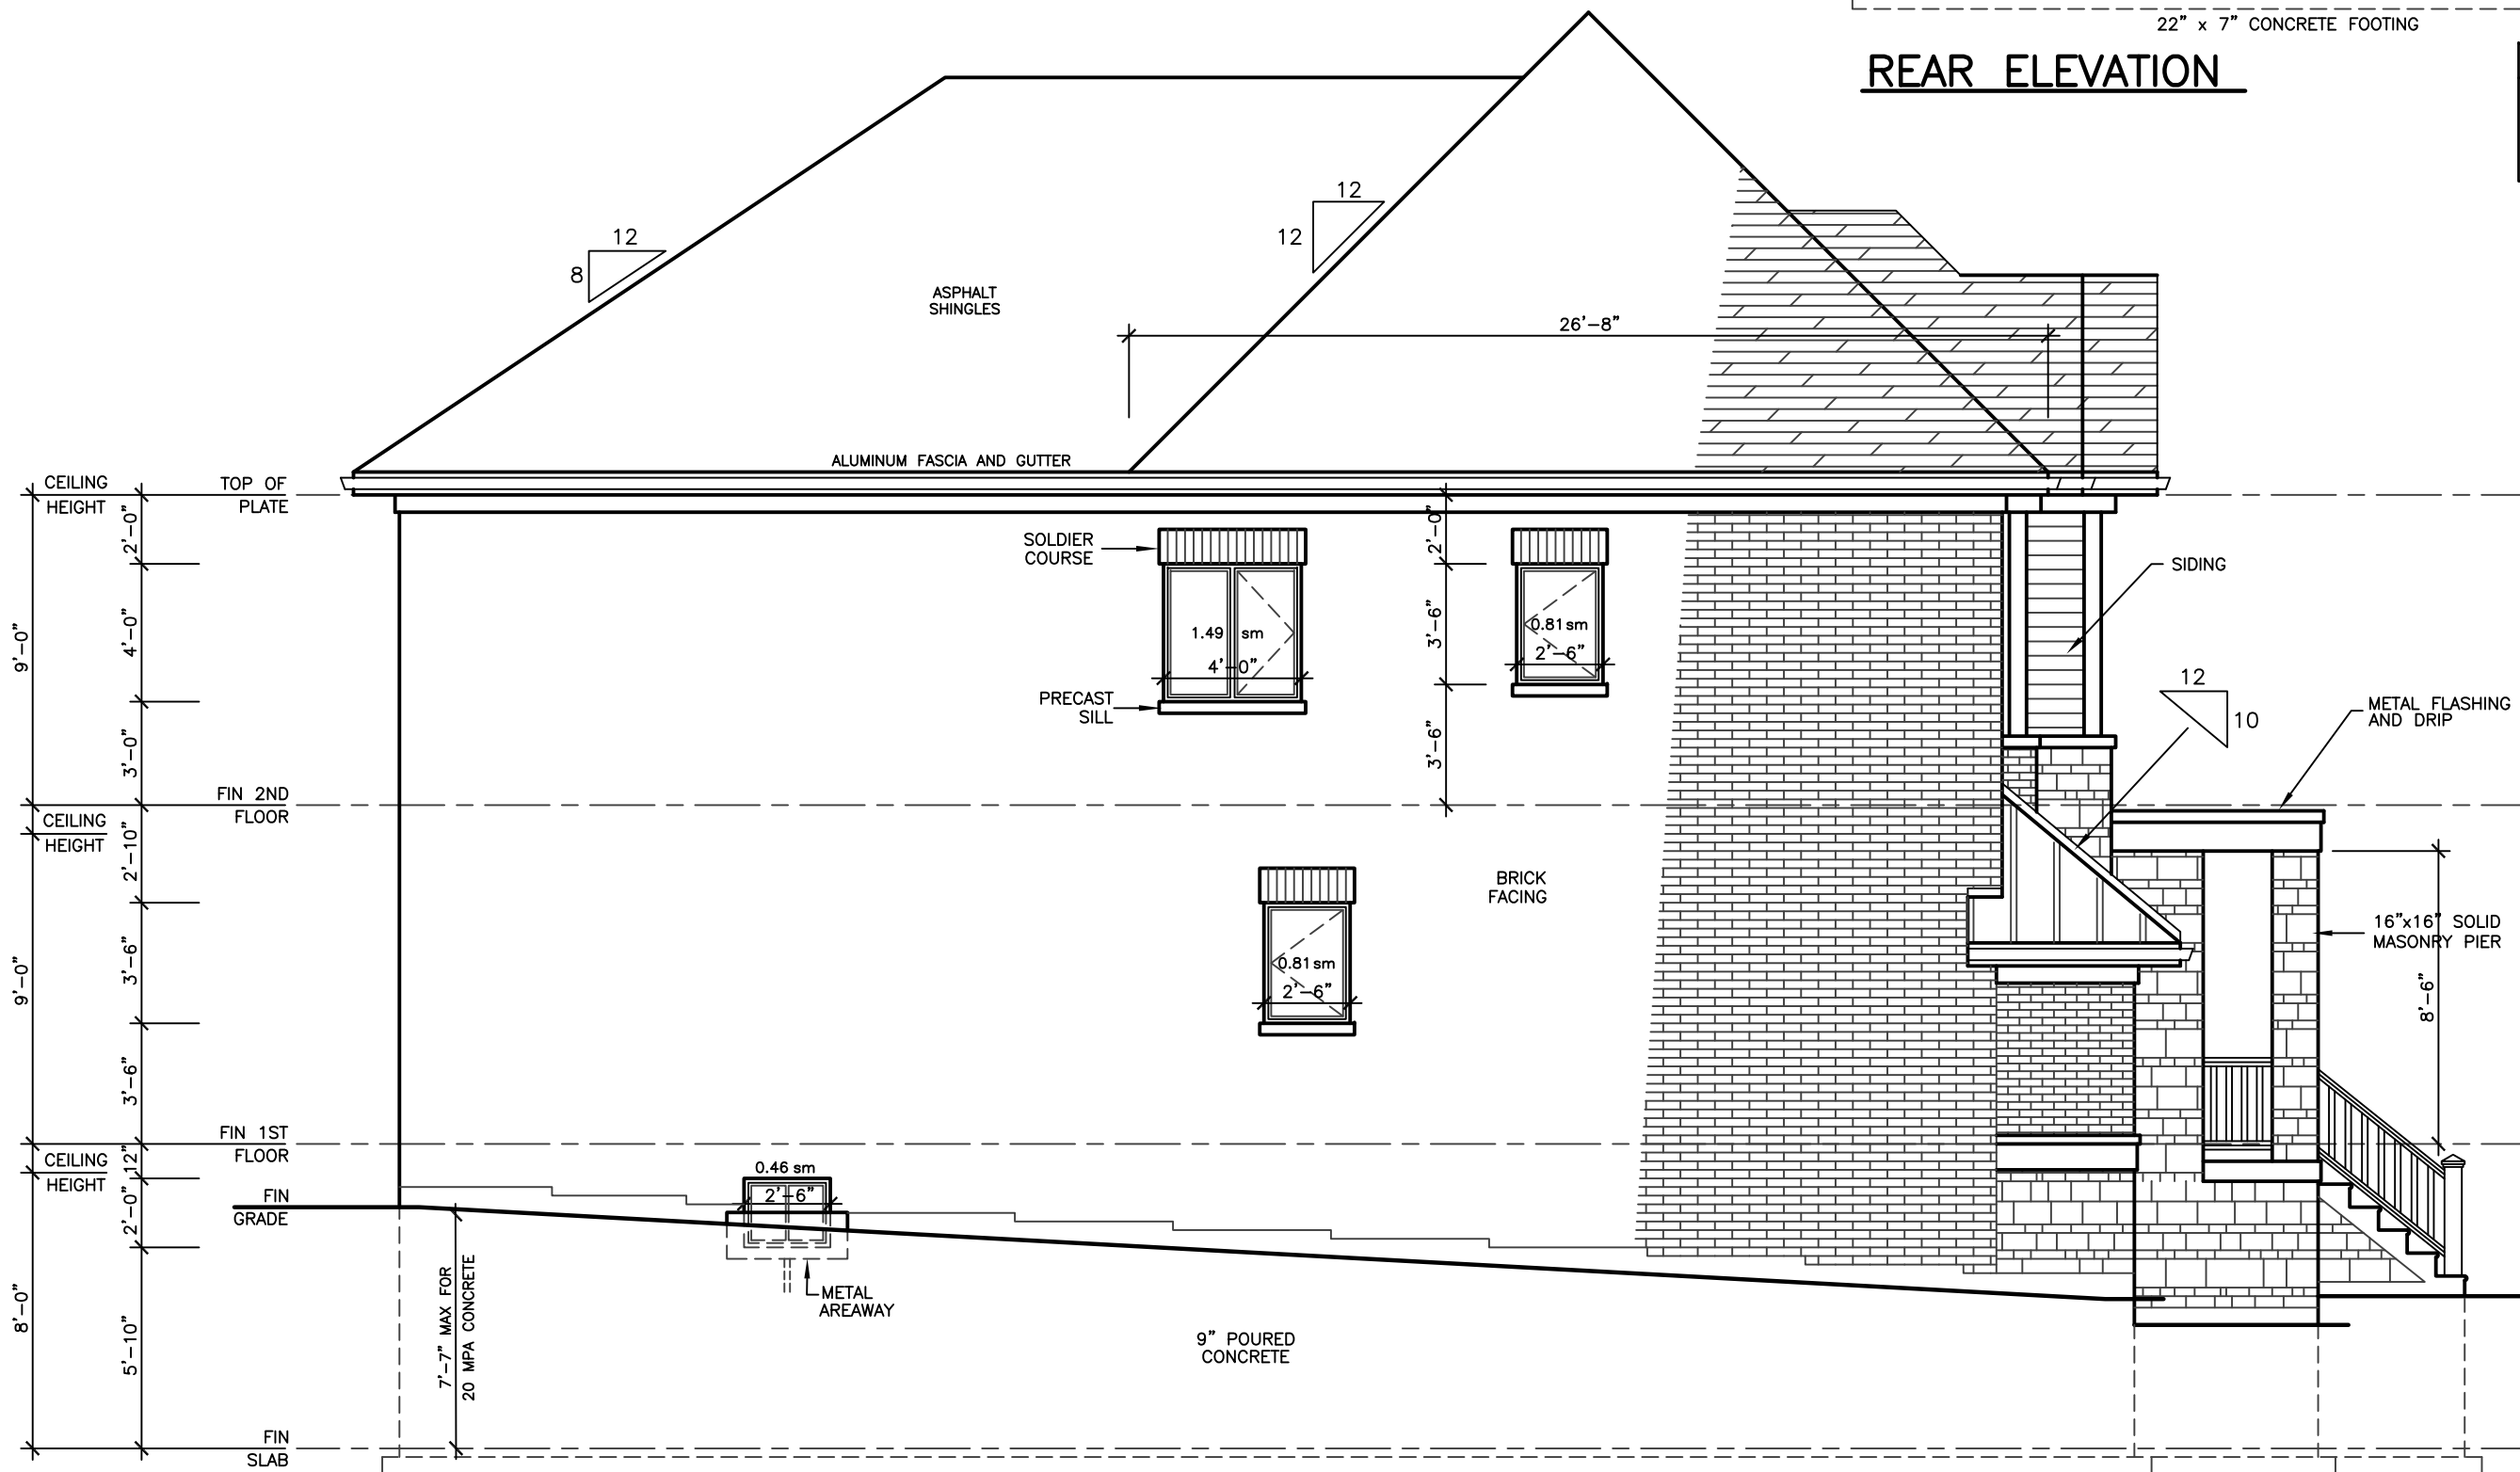 22” x 7” CONCRETE FOOTING
REAR ELEVATION
12
12
12
8
ASPHALT
SHINGLES
26’-8”
ALUMINUM FASCIA AND GUTTER
CEILING
HEIGHT
TOP OF
PLATE
2’-0”
2’-0”
SOLDIER
COURSE
SIDING
9’-0”
4’-0”
1.49 sm
4’-0”
3’-6”
0.81 sm
2’-6”
12
10
PRECAST
SILL
METAL FLASHING
AND DRIP
3’-0”
3’-6”
FIN 2ND
FLOOR
CEILING
HEIGHT
2’-10”
BRICK
FACING
16”x16” SOLID
MASONRY PIER
9’-0”
3’-6”
0.81 sm
2’-6”
8’-6”
3’-6”
FIN 1ST
FLOOR
CEILING
HEIGHT
12”
0.46 sm
2’-6”
FIN
GRADE
2’-0”
METAL
AREAWAY
8’-0”
5’-10”
7’-7” MAX FOR
20 MPA CONCRETE
9” POURED
CONCRETE
FIN
SLAB